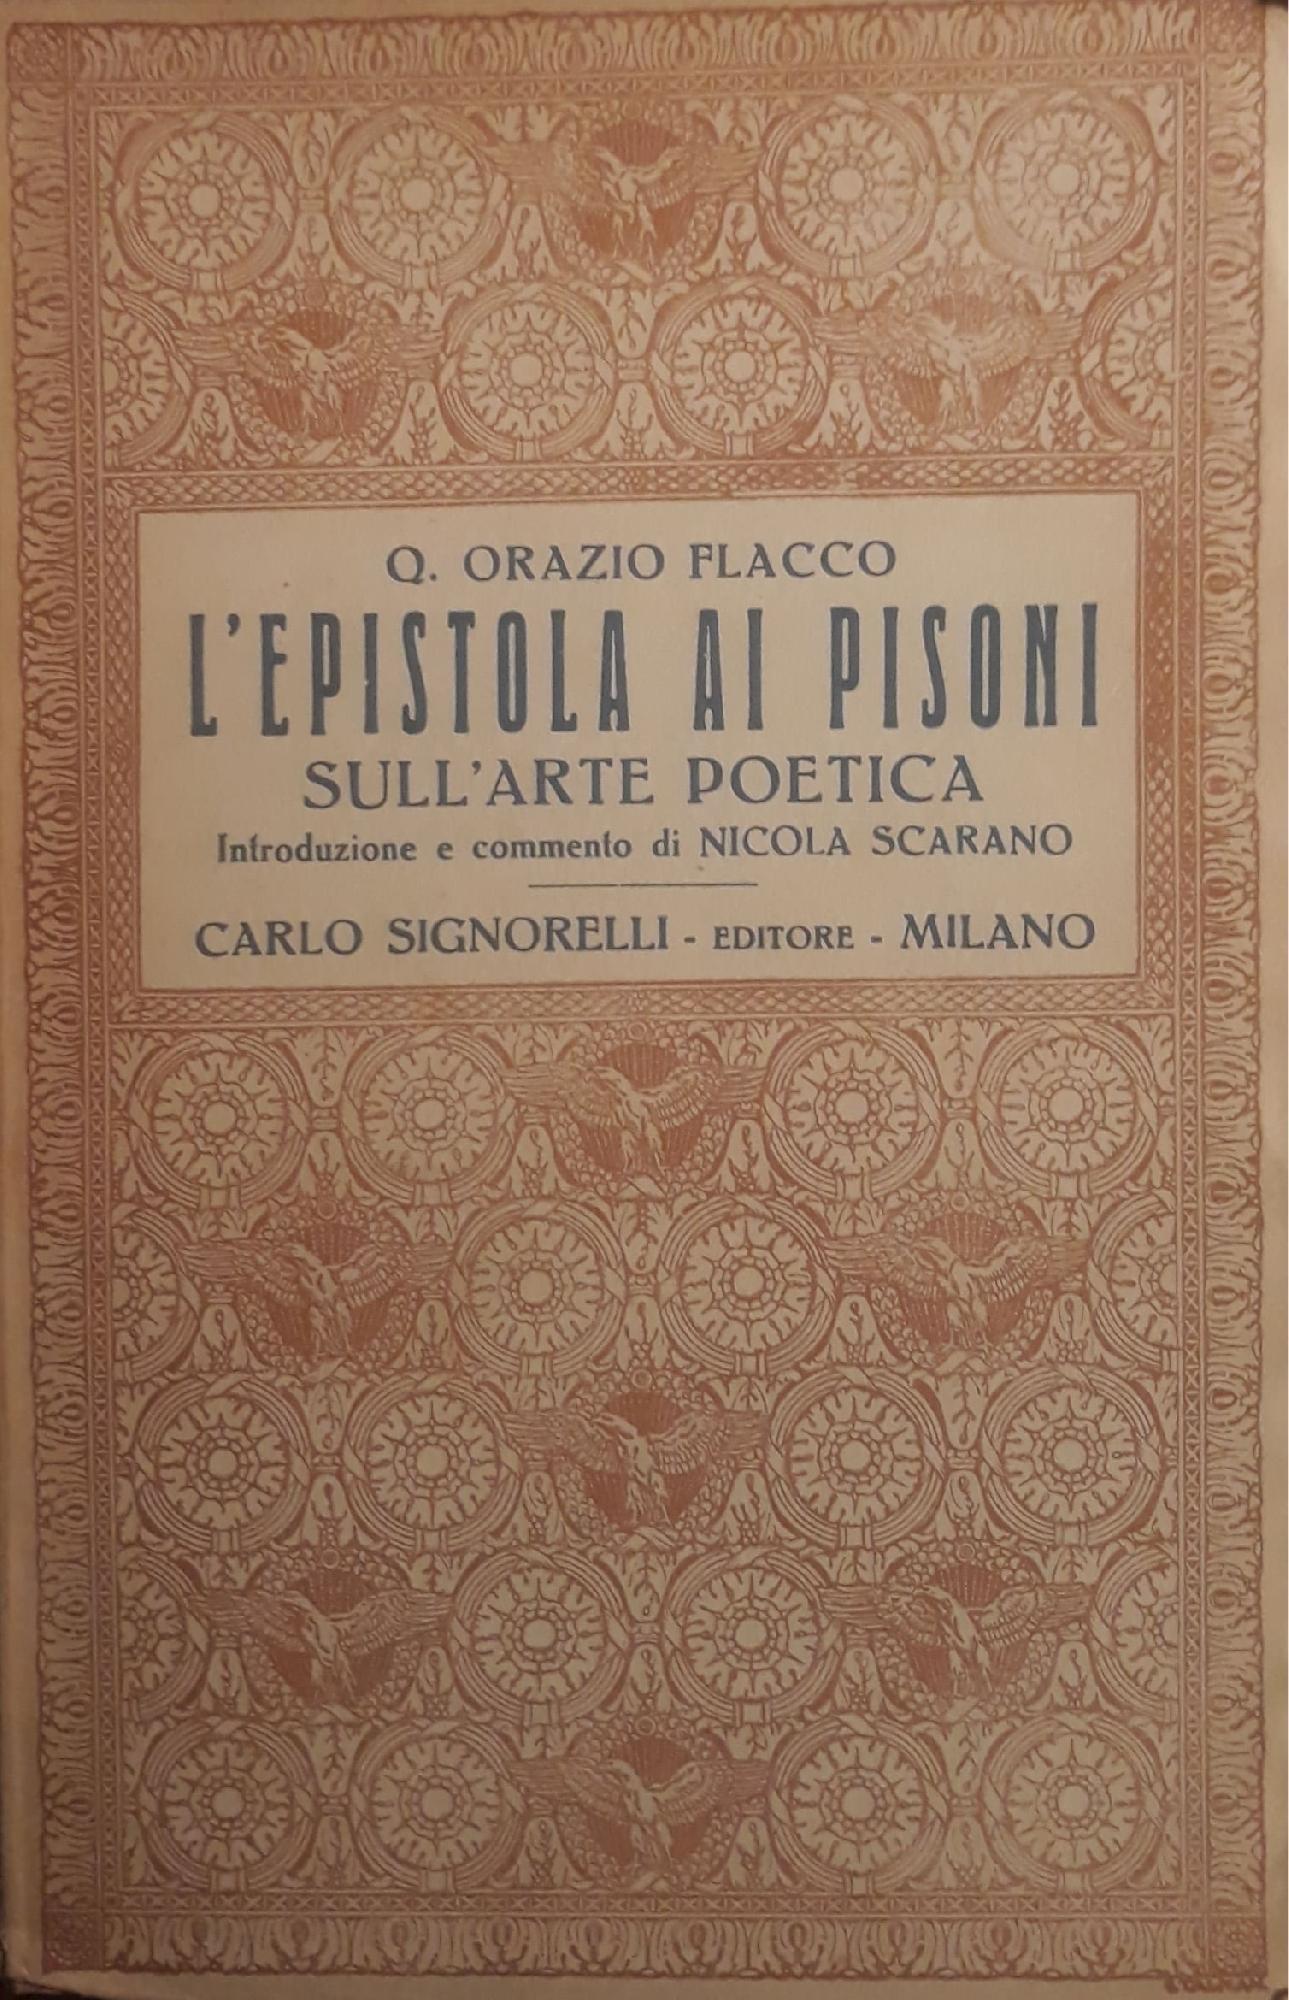 Q. ORAZIO FLACCO
L'EPISTOLA AI PISONI
SULL'ARTE POETICA
Introduzione e commento di NICOLA SCARANO
CARLO SIGNORELLI - EDITORE - MILANO